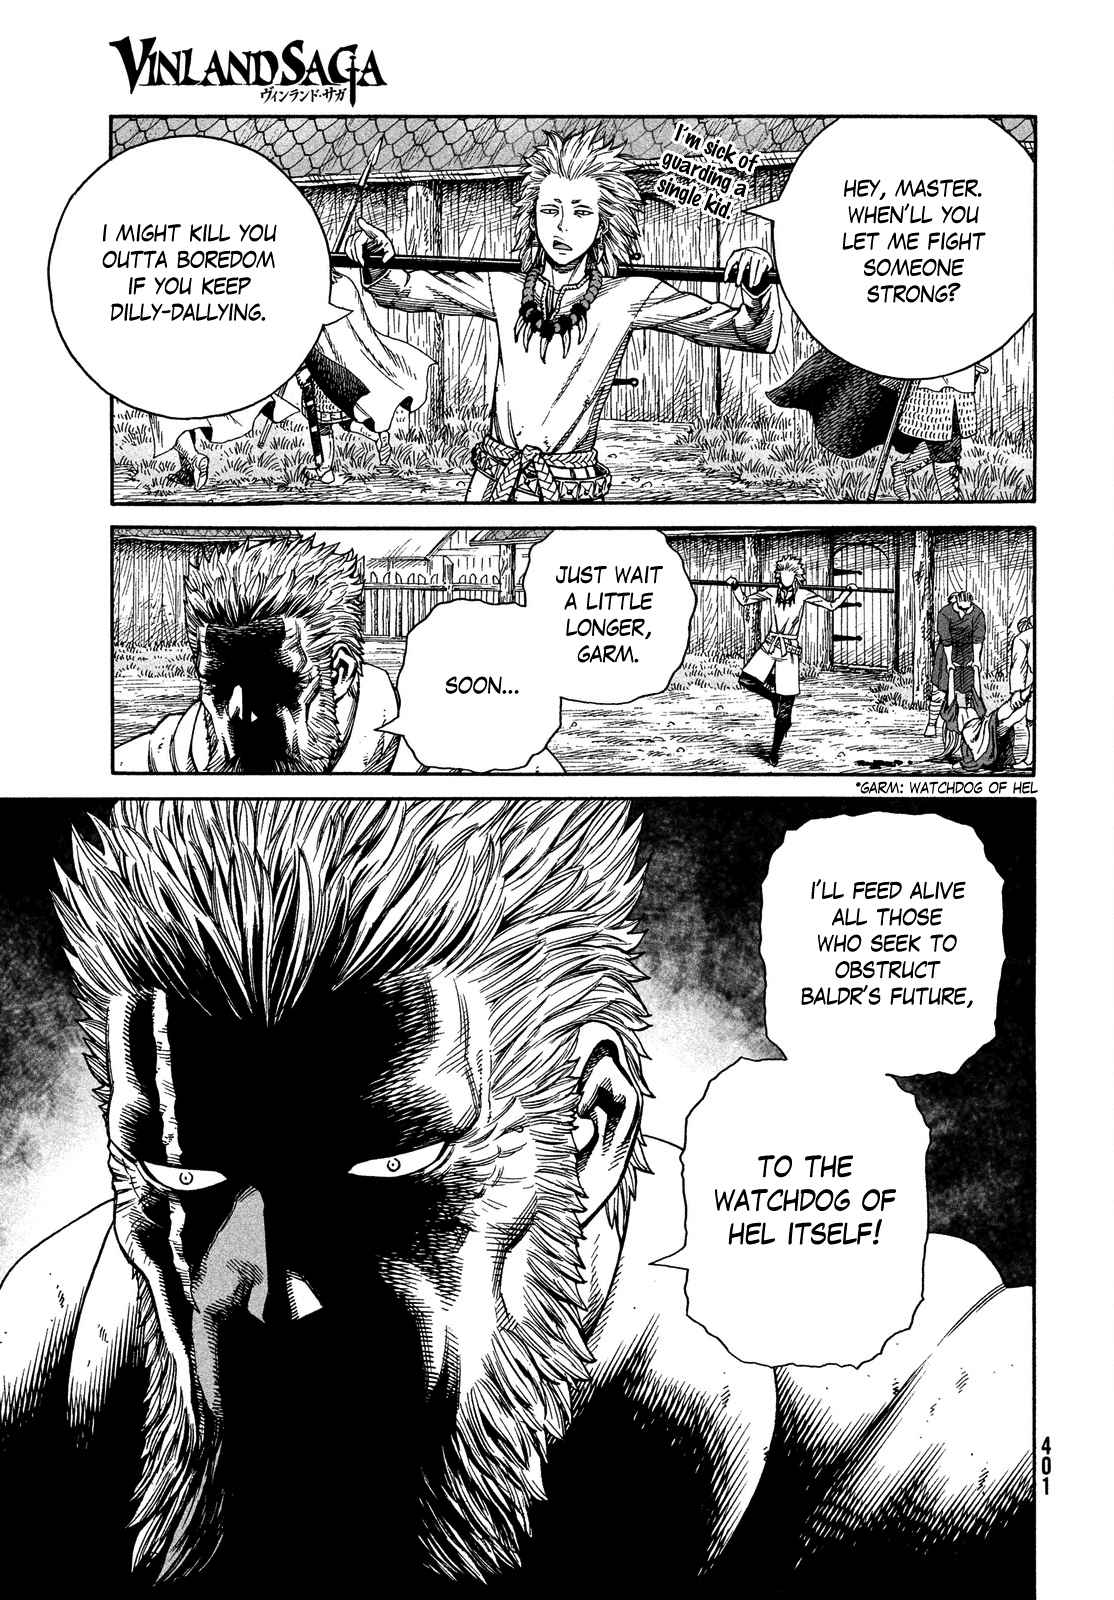 VINLAND SAGA
ヴィンランド・サガ
HEY, MASTER.
WHEN'LL YOU
LET ME FIGHT
SOMEONE
STRONG?
I'm sick of
guarding a
single kid.
I MIGHT KILL YOU
OUTTA BOREDOM
IF YOU KEEP
DILLY-DALLYING.
JUST WAIT
A LITTLE
LONGER,
GARM.
SOON...
*GARM: WATCHDOG OF HEL
I'LL FEED ALIVE
ALL THOSE
WHO SEEK TO
OBSTRUCT
BALDR'S FUTURE,
TO THE
WATCHDOG OF
HEL ITSELF!
401